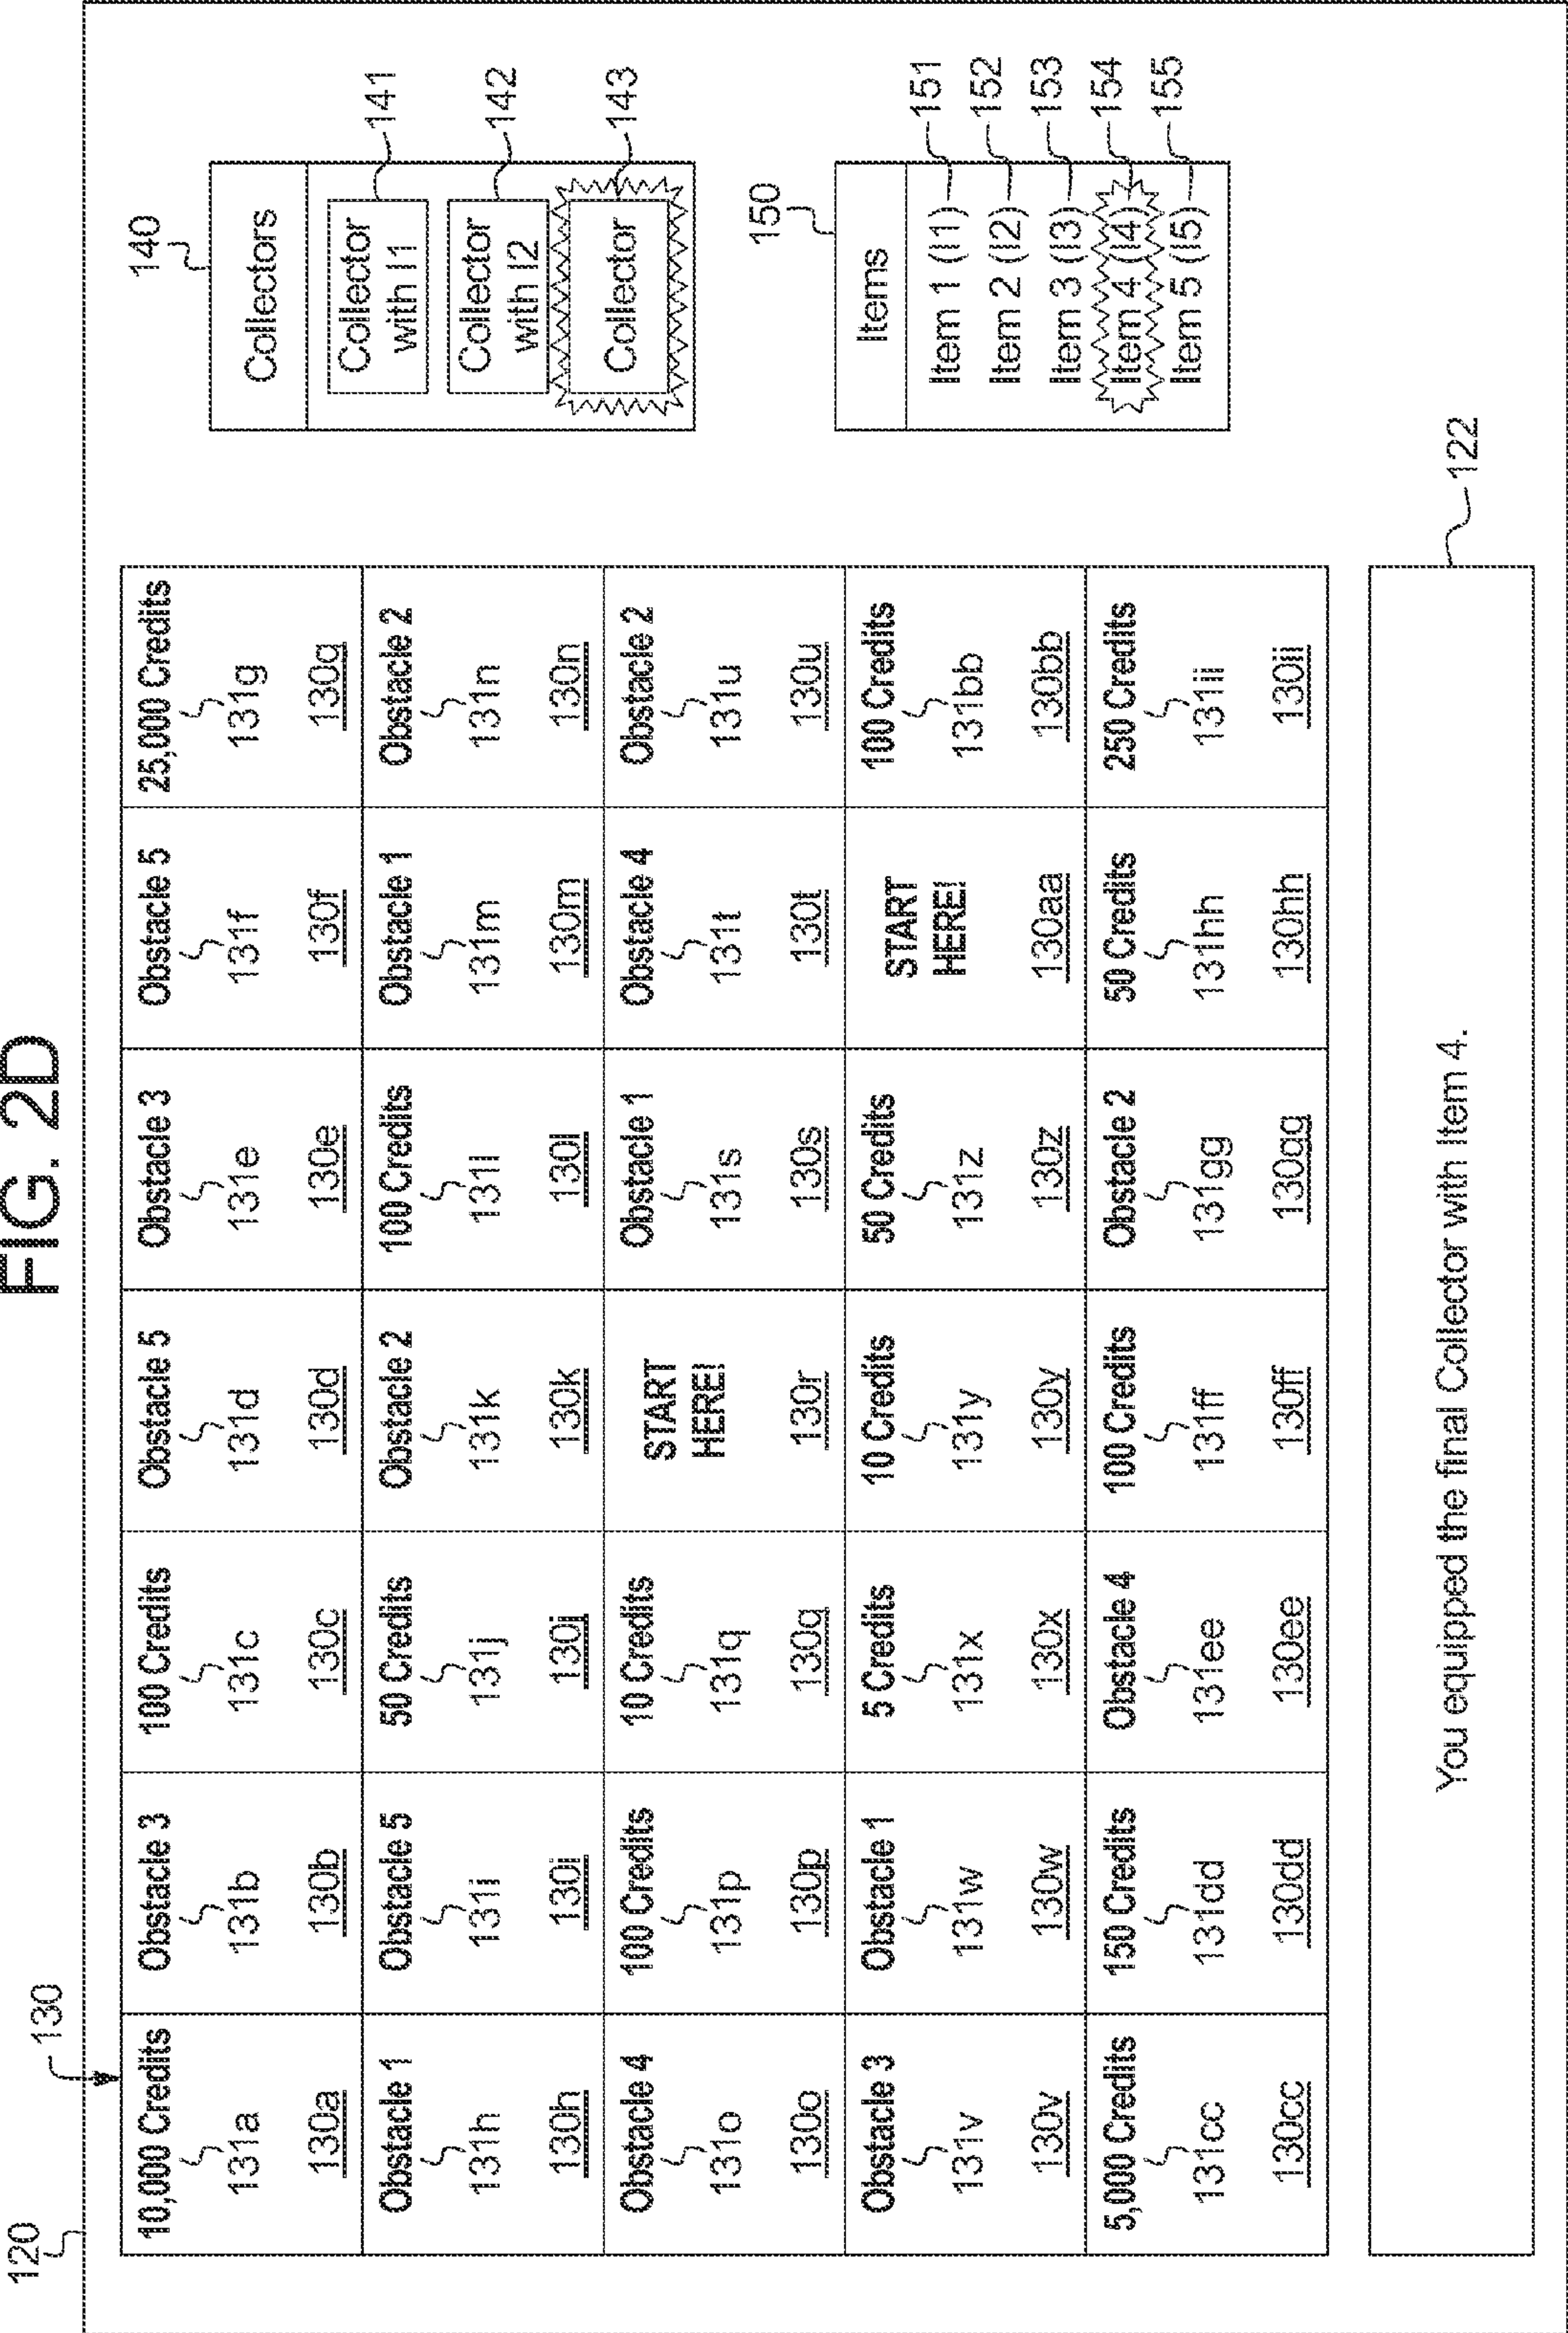 FIG. 2D
120
130
10,000 Credits
131a
130a
Obstacle 3
131b
130b
100 Credits
131c
130c
Obstacle 5
131d
130d
Obstacle 3
131e
130e
Obstacle 5
131f
130f
25,000 Credits
131g
130g
Obstacle 1
131h
130h
Obstacle 5
131i
130i
50 Credits
131j
130j
Obstacle 2
131k
130k
100 Credits
131l
130l
Obstacle 1
131m
130m
Obstacle 2
131n
130n
Obstacle 4
131o
130o
100 Credits
131p
130p
10 Credits
131q
130q
START
HERE!
130r
Obstacle 1
131s
130s
Obstacle 4
131t
130t
Obstacle 2
131u
130u
Obstacle 3
131v
130v
Obstacle 1
131w
130w
5 Credits
131x
130x
10 Credits
131y
130y
50 Credits
131z
130z
START
HERE!
130aa
100 Credits
131bb
130bb
5,000 Credits
131cc
130cc
150 Credits
131dd
130dd
Obstacle 4
131ee
130ee
100 Credits
131ff
130ff
Obstacle 2
131gg
130gg
50 Credits
131hh
130hh
250 Credits
131ii
130ii
You equipped the final Collector with Item 4.
122
140
Collectors
Collector
with I1
141
Collector
with I2
142
Collector
143
150
Items
Item 1 (I1)
151
Item 2 (I2)
152
Item 3 (I3)
153
Item 4 (I4)
154
Item 5 (I5)
155